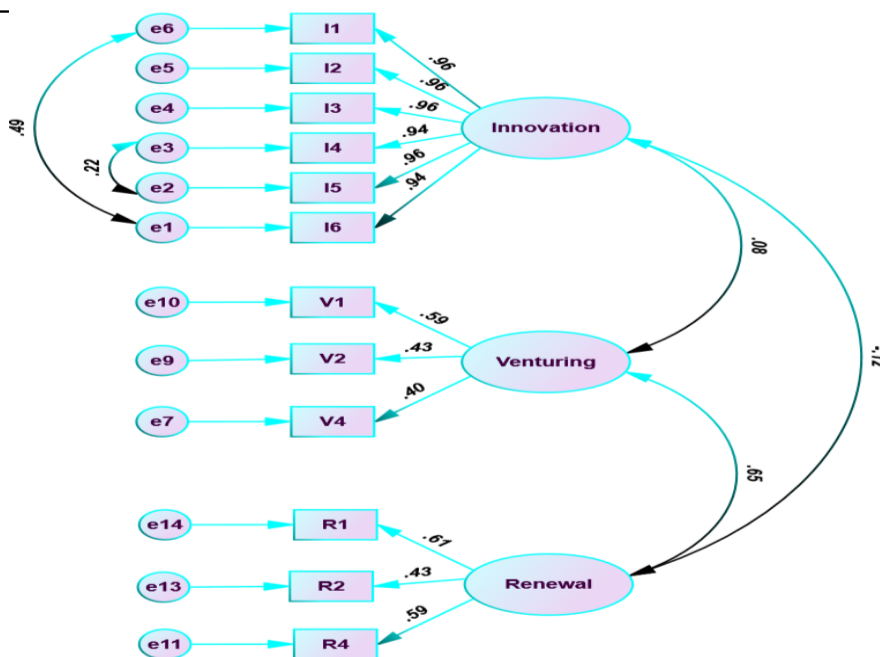 e6 I1 .96
e5 I2 .96
e4 I3 .96 Innovation
e3 I4 .94
e2 I5 .96
e1 I6 .94
.49
.22
.08
e10 V1 .59
e9 V2 .43 Venturing
e7 V4 .40
.65
e14 R1 .61
e13 R2 .43 Renewal
e11 R4 .59